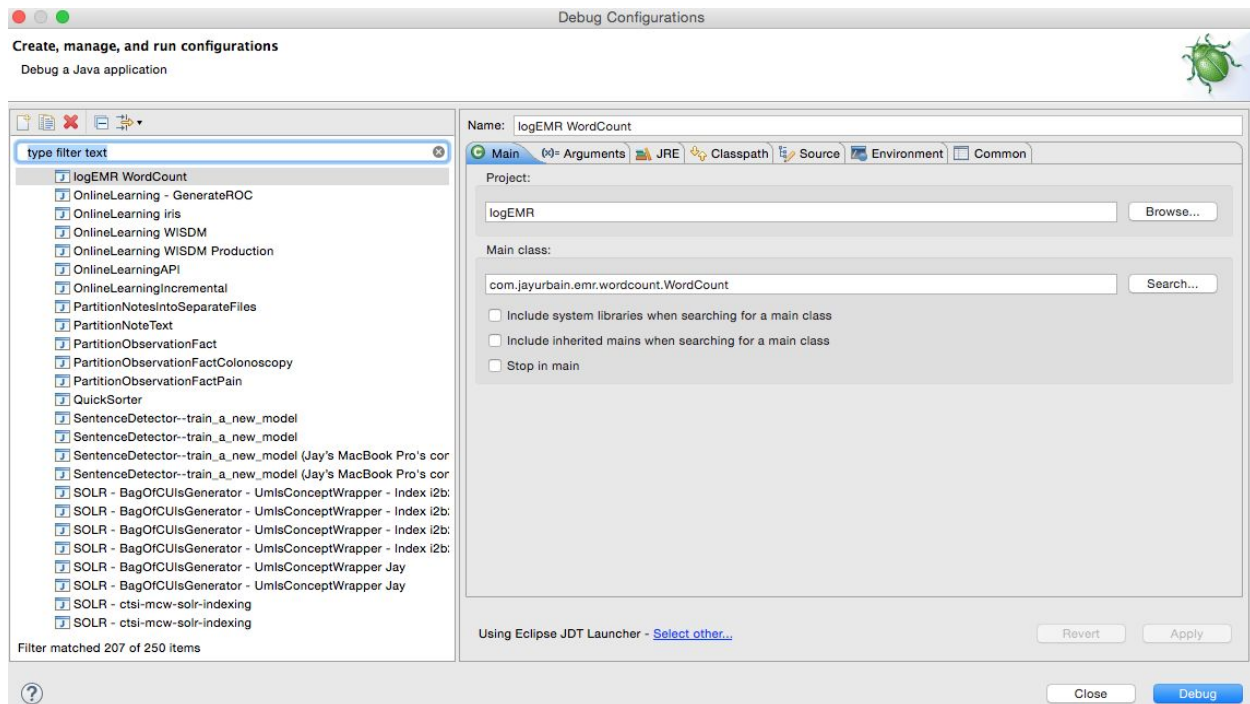 Debug Configurations
Create, manage, and run configurations
Debug a Java application
type filter text
logEMR WordCount
OnlineLearning - GenerateROC
OnlineLearning iris
OnlineLearning WISDM
OnlineLearning WISDM Production
OnlineLearningAPI
OnlineLearningIncremental
PartitionNotesIntoSeparateFiles
PartitionNoteText
PartitionObservationFact
PartitionObservationFactColonoscopy
PartitionObservationFactPain
QuickSorter
SentenceDetector--train_a_new_model
SentenceDetector--train_a_new_model
SentenceDetector--train_a_new_model (Jay's MacBook Pro's cor
SentenceDetector--train_a_new_model (Jay's MacBook Pro's cor
SOLR - BagOfCUIsGenerator - UmlsConceptWrapper - Index i2b
SOLR - BagOfCUIsGenerator - UmlsConceptWrapper - Index i2b
SOLR - BagOfCUIsGenerator - UmlsConceptWrapper - Index i2b
SOLR - BagOfCUIsGenerator - UmlsConceptWrapper - Index i2b
SOLR - BagOfCUIsGenerator - UmlsConceptWrapper Jay
SOLR - BagOfCUIsGenerator - UmlsConceptWrapper Jay
SOLR - ctsi-mcw-solr-indexing
SOLR - ctsi-mcw-solr-indexing
Filter matched 207 of 250 items
Name: logEMR WordCount
Main (x)= Arguments JRE Classpath Source Environment Common
Project:
logEMR Browse...
Main class:
com.jayurbain.emr.wordcount.WordCount Search...
Include system libraries when searching for a main class
Include inherited mains when searching for a main class
Stop in main
Using Eclipse JDT Launcher - Select other... Revert Apply
? Close Debug